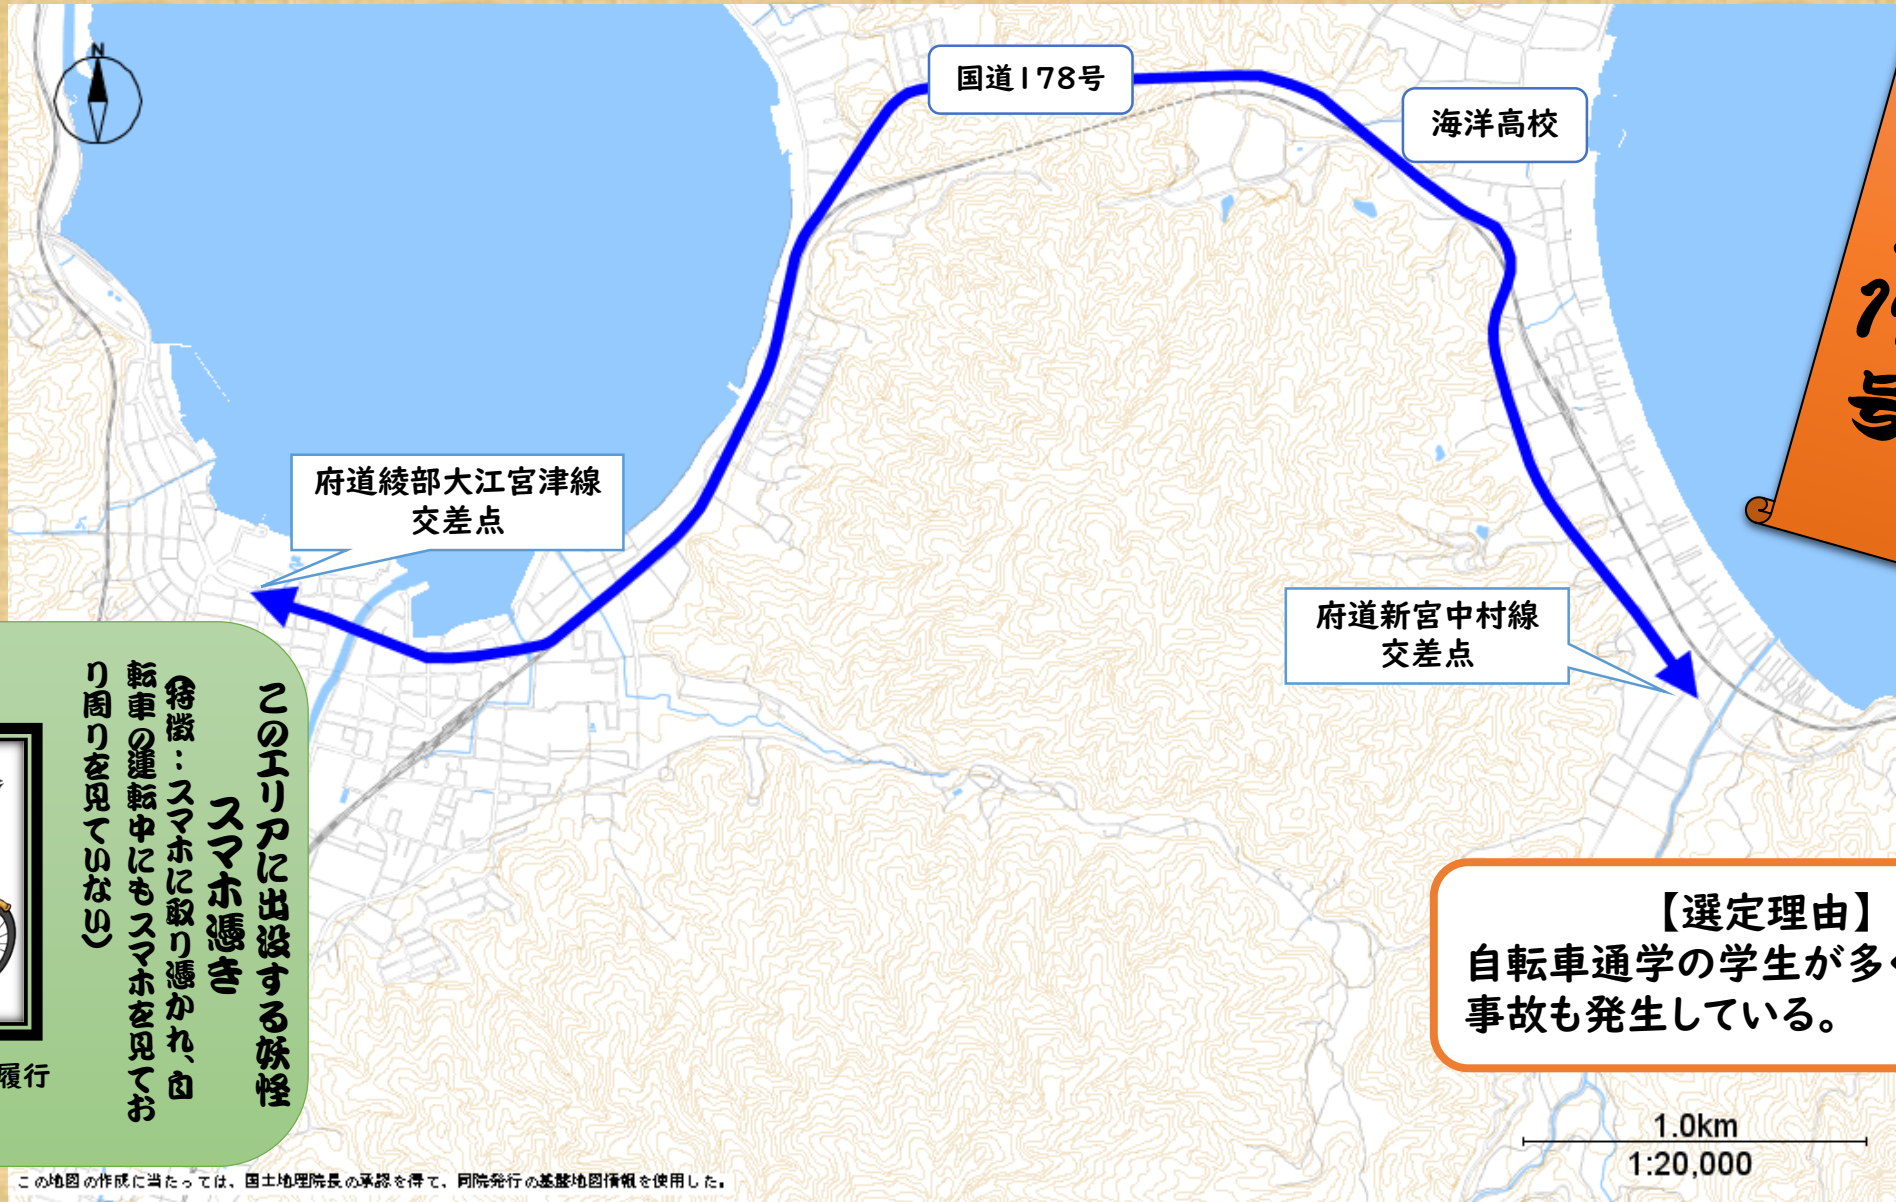 N
国道178号
海洋高校
号
府道綾部大江宮津線
交差点
府道新宮中村線
交差点
このエリアに出没する妖怪
スマホ憑き
(特徴:スマホに取り憑かれ、自
転車の運転中にもスマホを見てお
り周りを見ていない)
履行
【選定理由】
自転車通学の学生が多く
事故も発生している。
1.0km
1:20,000
この地図の作成に当たっては、国土地理院長の承認を得て、同院発行の基盤地図情報を使用した。